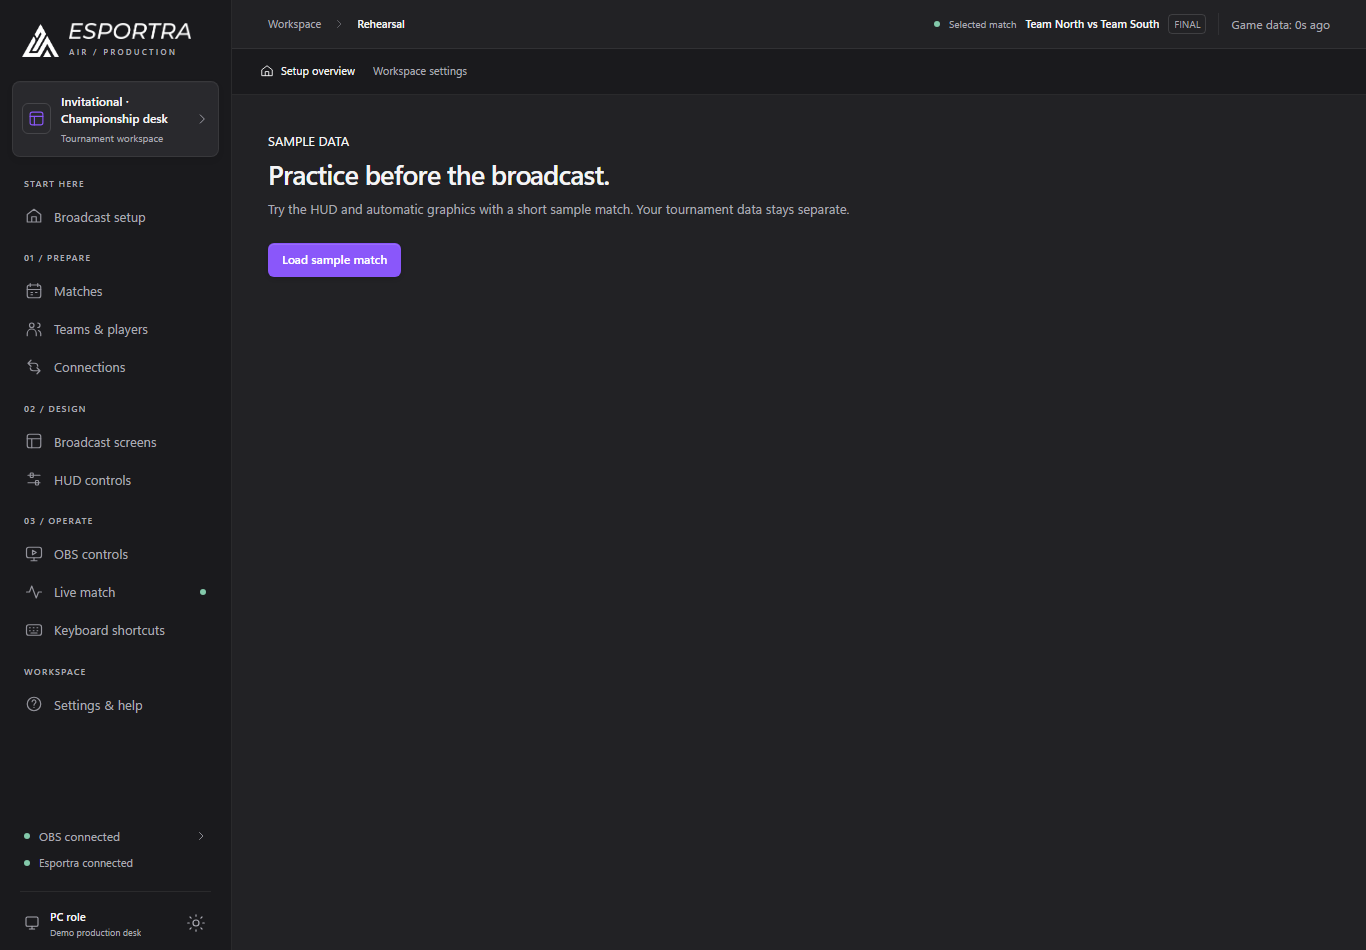 ESPORTRA
AIR / PRODUCTION
Invitational ·
Championship desk
Tournament workspace
START HERE
Broadcast setup
01 / PREPARE
Matches
Teams & players
Connections
02 / DESIGN
Broadcast screens
HUD controls
03 / OPERATE
OBS controls
Live match
Keyboard shortcuts
WORKSPACE
Settings & help
OBS connected
Esportra connected
PC role
Demo production desk
Workspace
Rehearsal
Selected match Team North vs Team South FINAL
Game data: 0s ago
Setup overview
Workspace settings
SAMPLE DATA
Practice before the broadcast.
Try the HUD and automatic graphics with a short sample match. Your tournament data stays separate.
Load sample match